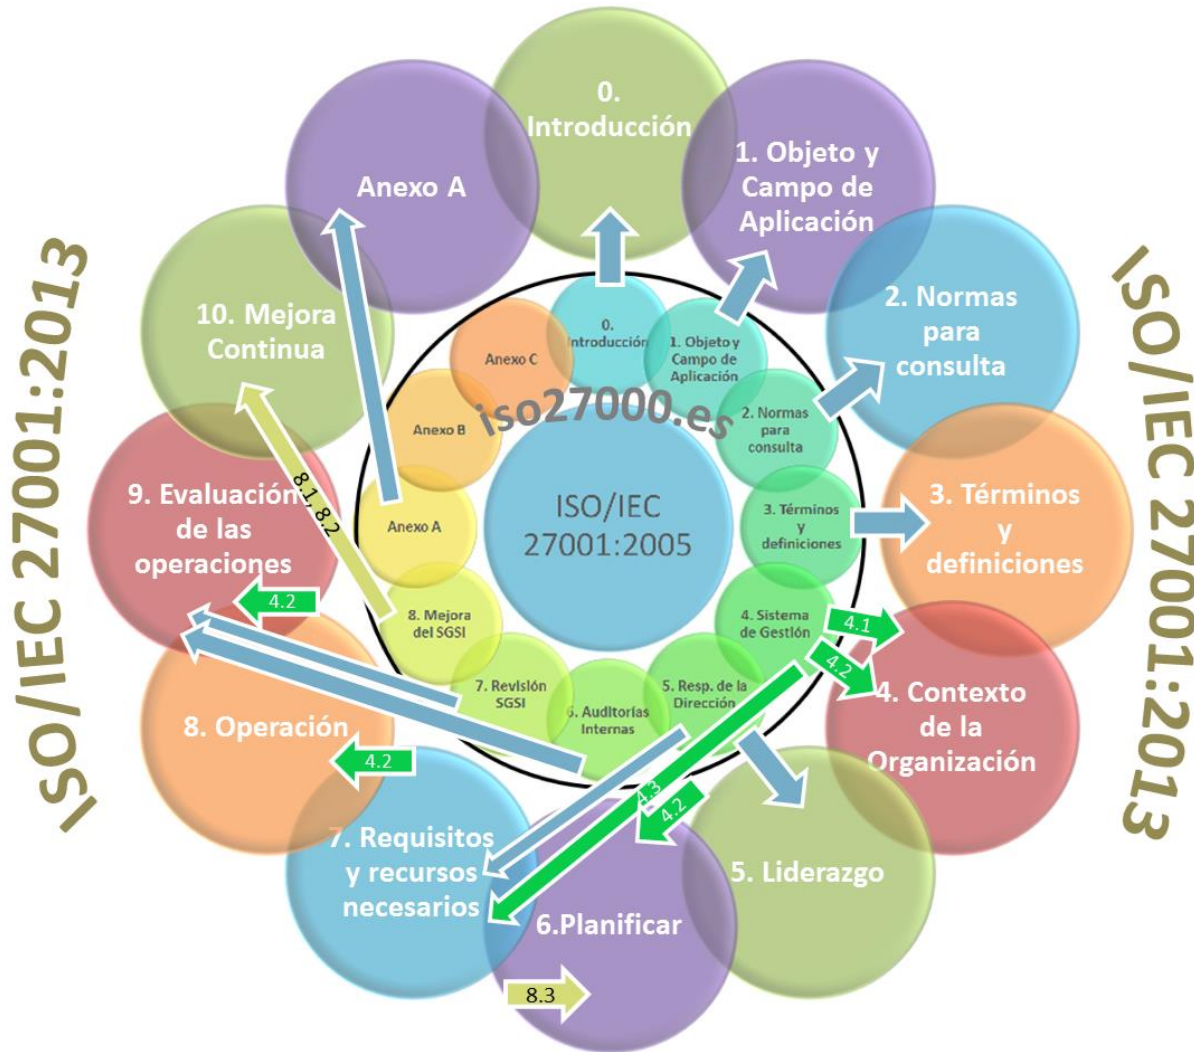 0.
Introducción
1. Objeto y
Campo de
Aplicación
2. Normas
para
consulta
3. Términos
y
definiciones
4. Contexto
de la
Organización
5. Liderazgo
6.Planificar
7. Requisitos
y recursos
necesarios
8. Operación
9. Evaluación
de las
operaciones
10. Mejora
Continua
Anexo A
ISO/IEC 27001:2013
ISO/IEC 27001:2013
0.
Introducción
1. Objeto y
Campo de
Aplicación
2. Normas
para
consulta
3. Términos
y
definiciones
4. Sistema
de Gestión
5. Resp. de la
Dirección
6. Auditorías
Internas
7. Revisión
SGSI
8. Mejora
del SGSI
Anexo A
Anexo B
Anexo C
iso27000.es
ISO/IEC
27001:2005
4.1
4.2
4.3
4.2
4.2
4.2
8.1, 8.2
8.3